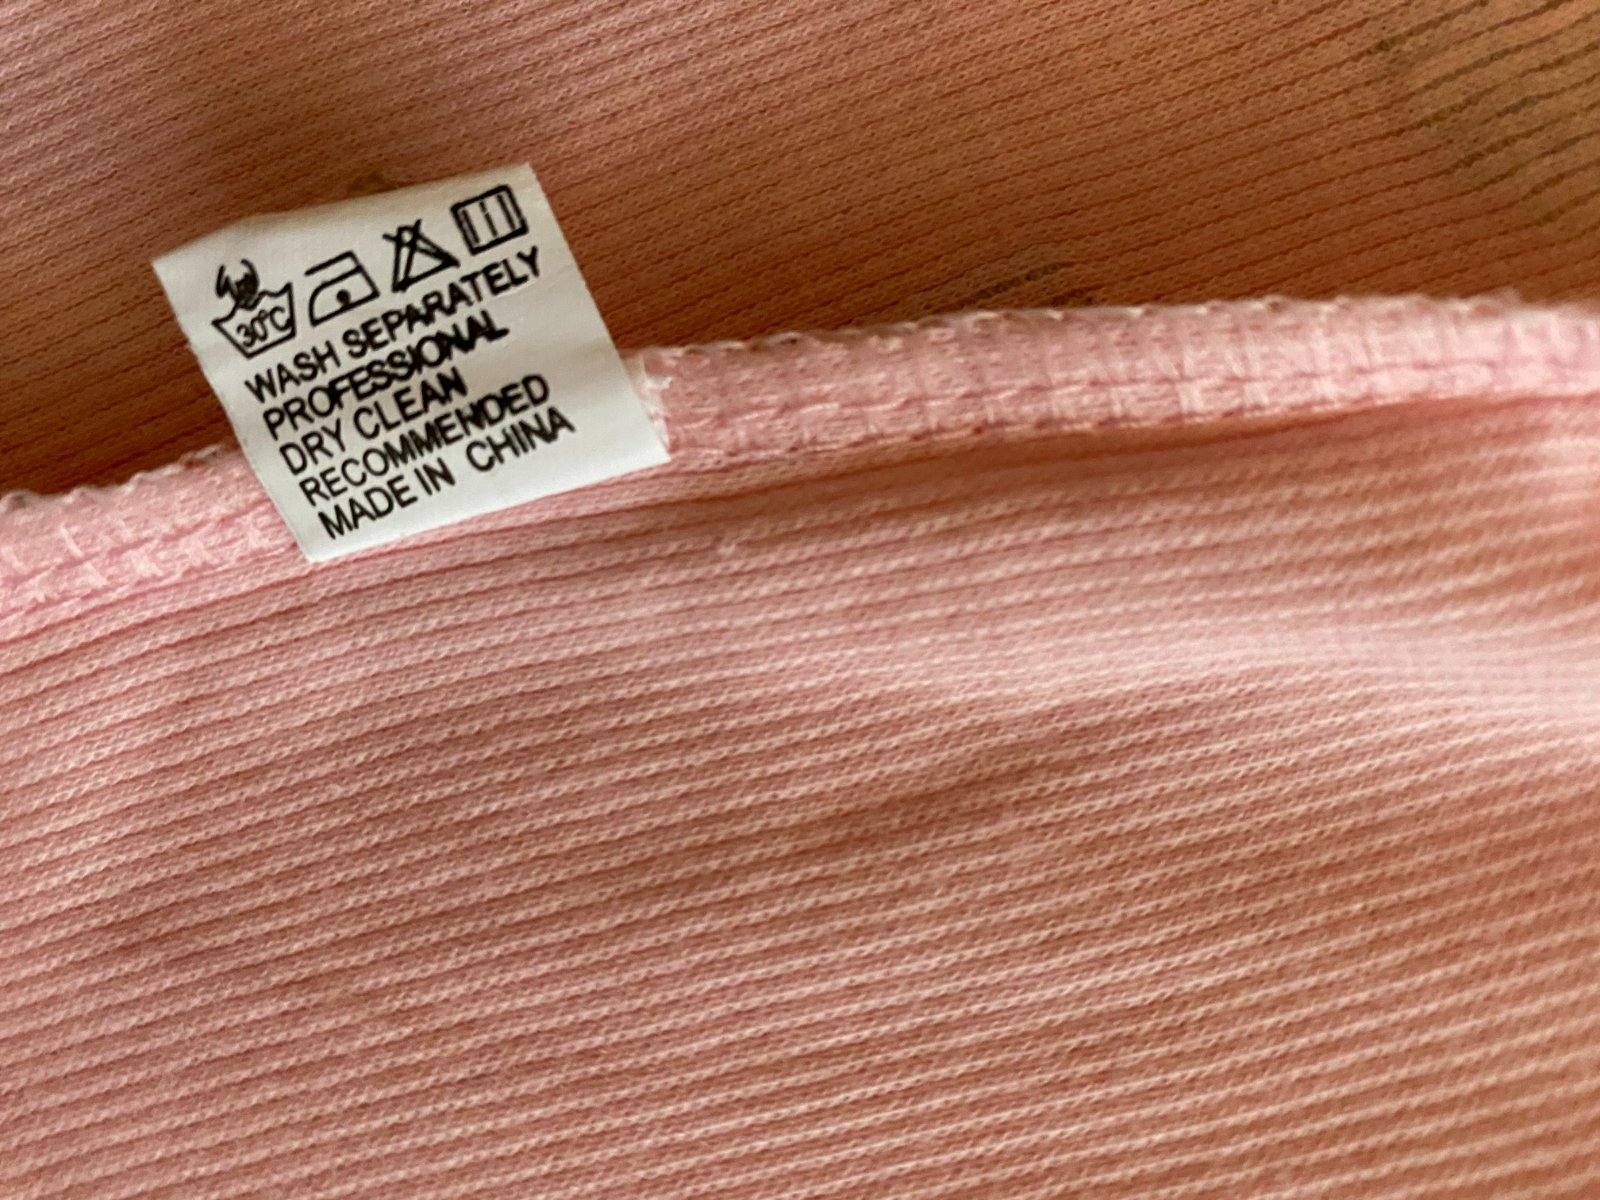 30°C
WASH SEPARATELY
PROFESSIONAL
DRY CLEAN
RECOMMENDED
MADE IN CHINA